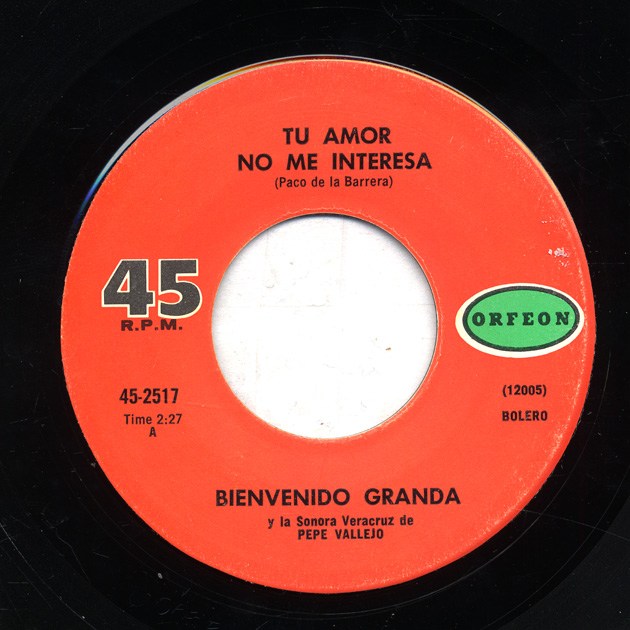 TU AMOR
NO ME INTERESA
(Paco de la Barrera)
45
R.P.M.
ORFEON
45-2517
Time 2:27
A
(12005)
BOLERO
BIENVENIDO GRANDA
y la Sonora Veracruz de
PEPE VALLEJO